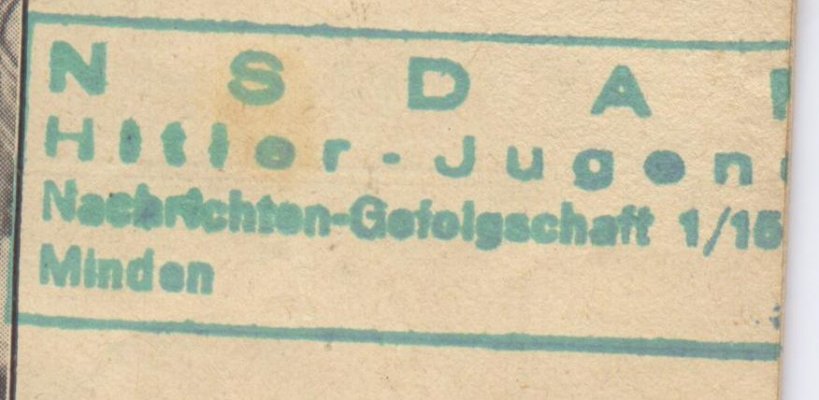 N S D A
Hitler-Jugen
Nachrichten-Gefolgschaft 1/15
Minden